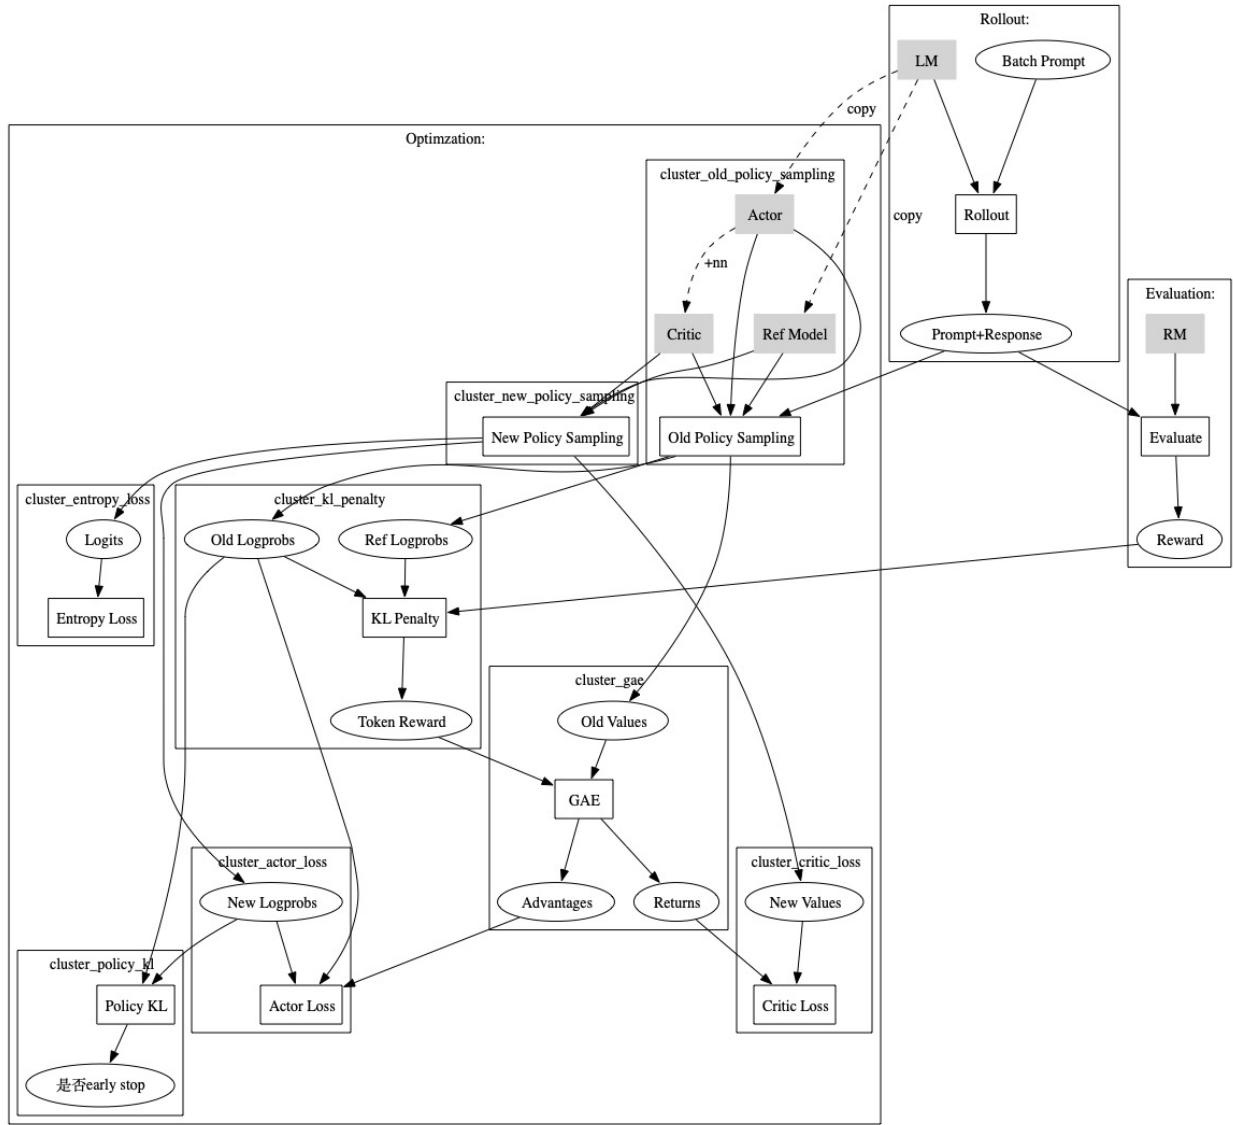 Rollout:
LM
Batch Prompt
copy
Optimzation:
cluster_old_policy_sampling
Actor
Rollout
copy
+nn
Evaluation:
Critic
Ref Model
Prompt+Response
RM
cluster_new_policy_sampling
New Policy Sampling
Old Policy Sampling
Evaluate
cluster_entropy_loss
cluster_kl_penalty
Logits
Old Logprobs
Ref Logprobs
Reward
Entropy Loss
KL Penalty
cluster_gae
Token Reward
Old Values
GAE
cluster_actor_loss
cluster_critic_loss
New Logprobs
Advantages
Returns
New Values
cluster_policy_kl
Policy KL
Actor Loss
Critic Loss
是否early stop